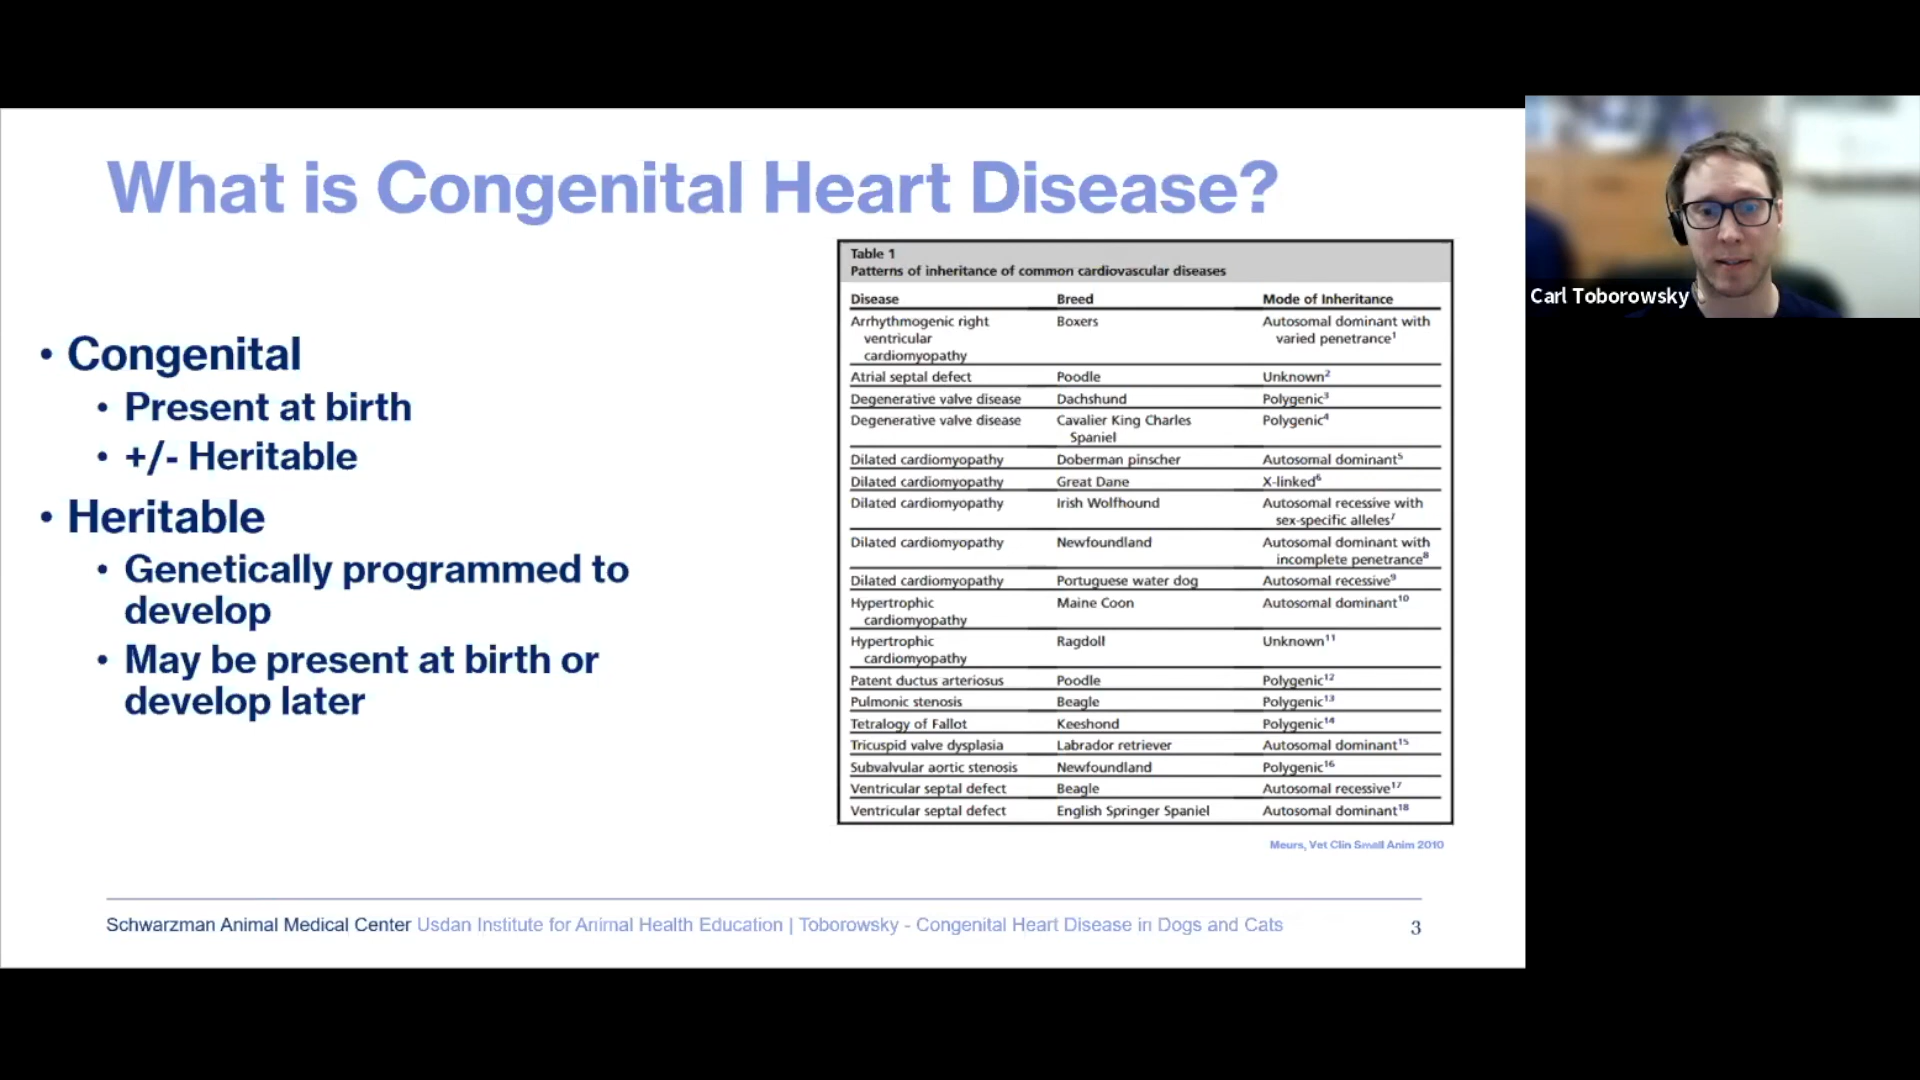 What is Congenital Heart Disease?
• Congenital
• Present at birth
• +/- Heritable
• Heritable
• Genetically programmed to
develop
• May be present at birth or
develop later
Table 1
Patterns of inheritance of common cardiovascular diseases
Disease Breed Mode of Inheritance
Arrhythmogenic right Boxers Autosomal dominant with
ventricular varied penetrance¹
cardiomyopathy
Atrial septal defect Poodle Unknown²
Degenerative valve disease Dachshund Polygenic³
Degenerative valve disease Cavalier King Charles Polygenic⁴
Spaniel
Dilated cardiomyopathy Doberman pinscher Autosomal dominant⁵
Dilated cardiomyopathy Great Dane X-linked⁶
Dilated cardiomyopathy Irish Wolfhound Autosomal recessive with
sex-specific alleles⁷
Dilated cardiomyopathy Newfoundland Autosomal dominant with
incomplete penetrance⁸
Dilated cardiomyopathy Portuguese water dog Autosomal recessive⁹
Hypertrophic Maine Coon Autosomal dominant¹⁰
cardiomyopathy
Hypertrophic Ragdoll Unknown¹¹
cardiomyopathy
Patent ductus arteriosus Poodle Polygenic¹²
Pulmonic stenosis Beagle Polygenic¹³
Tetralogy of Fallot Keeshond Polygenic¹⁴
Tricuspid valve dysplasia Labrador retriever Autosomal dominant¹⁵
Subvalvular aortic stenosis Newfoundland Polygenic¹⁶
Ventricular septal defect Beagle Autosomal recessive¹⁷
Ventricular septal defect English Springer Spaniel Autosomal dominant¹⁸
Meurs, Vet Clin Small Anim 2010
Schwarzman Animal Medical Center Usdan Institute for Animal Health Education | Toborowsky - Congenital Heart Disease in Dogs and Cats 3
Carl Toborowsky